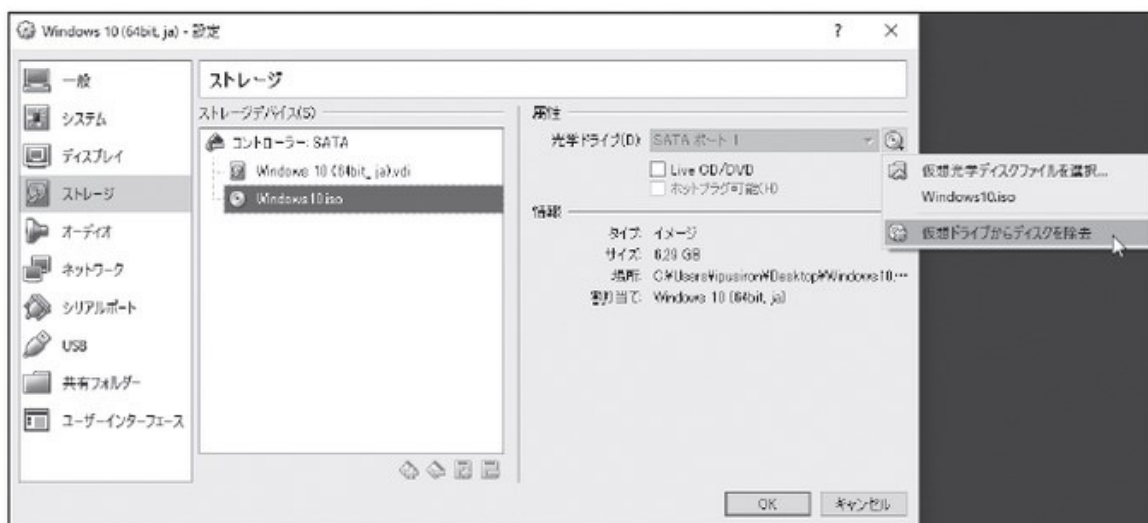 Windows 10 (64bit, ja) - 設定
?
×
一般
システム
ディスプレイ
ストレージ
オーディオ
ネットワーク
シリアルポート
USB
共有フォルダー
ユーザーインターフェース
ストレージ
ストレージデバイス(S)
コントローラー: SATA
Windows 10 (64bit_ ja).vdi
Windows10.iso
属性
光学ドライブ(D): SATA ポート 1
Live CD/DVD
ホットプラグ可能(H)
情報
タイプ: イメージ
サイズ: 6.29 GB
場所: C:¥Users¥ipusiron¥Desktop¥Windows10.…
割り当て: Windows 10 (64bit, ja)
仮想光学ディスクファイルを選択...
Windows10.iso
仮想ドライブからディスクを除去
OK
キャンセル